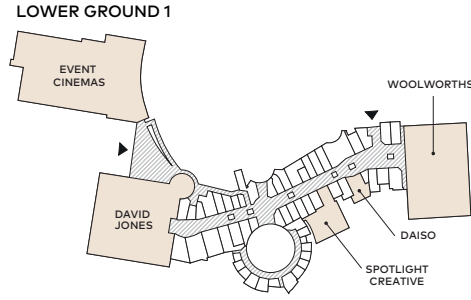 LOWER GROUND 1
EVENT
CINEMAS
WOOLWORTHS
DAVID
JONES
DAISO
SPOTLIGHT
CREATIVE